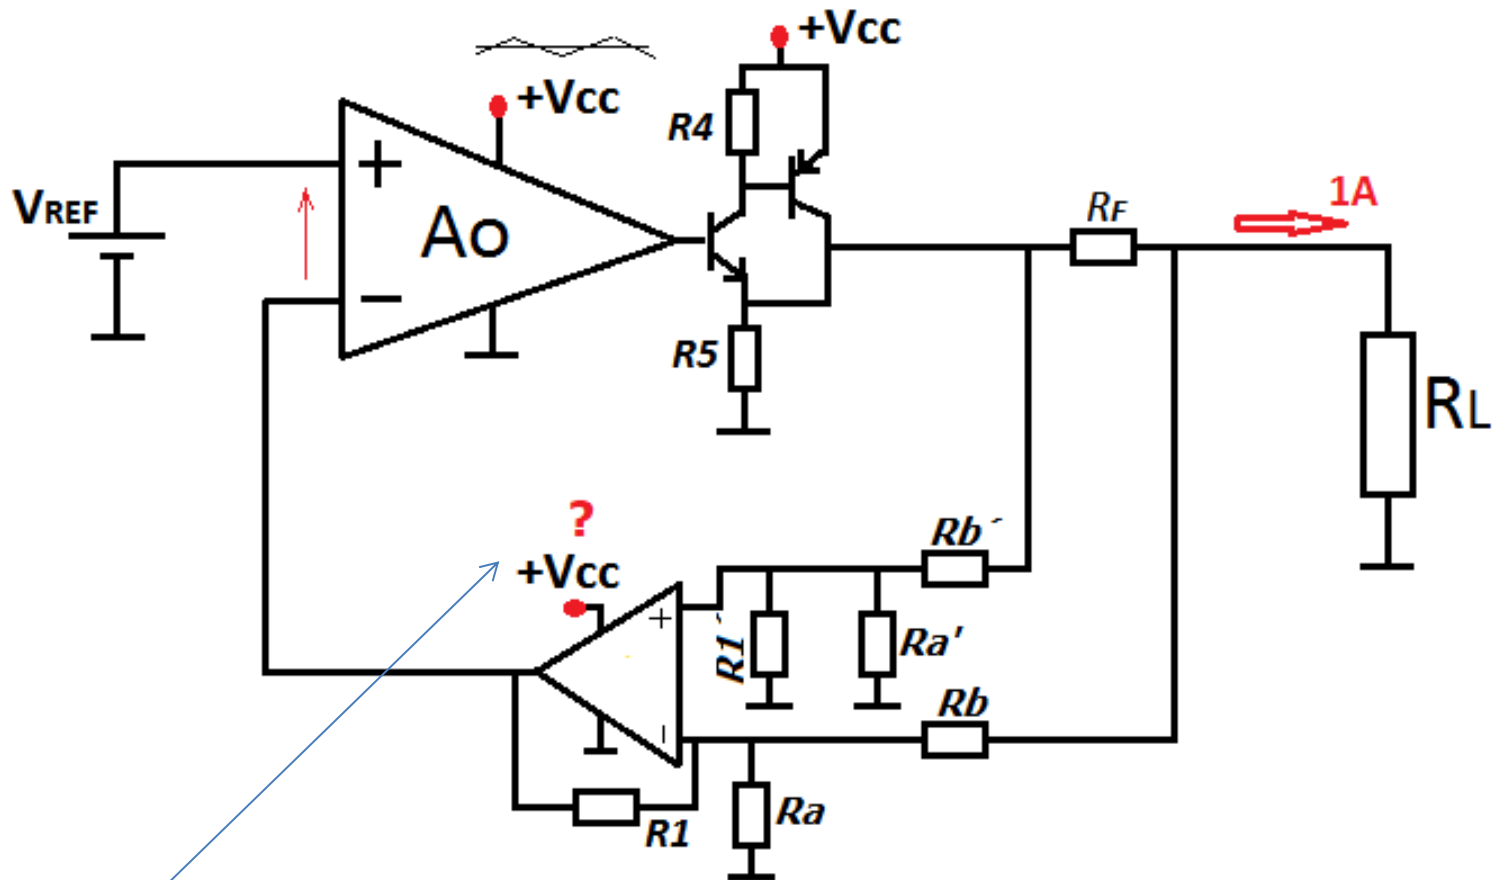 +Vcc
+Vcc
R4
VREF
+
Ao
−
RF
1A
R5
RL
?
+Vcc
Rb´
+
R1´
Ra'
−
Rb
R1
Ra